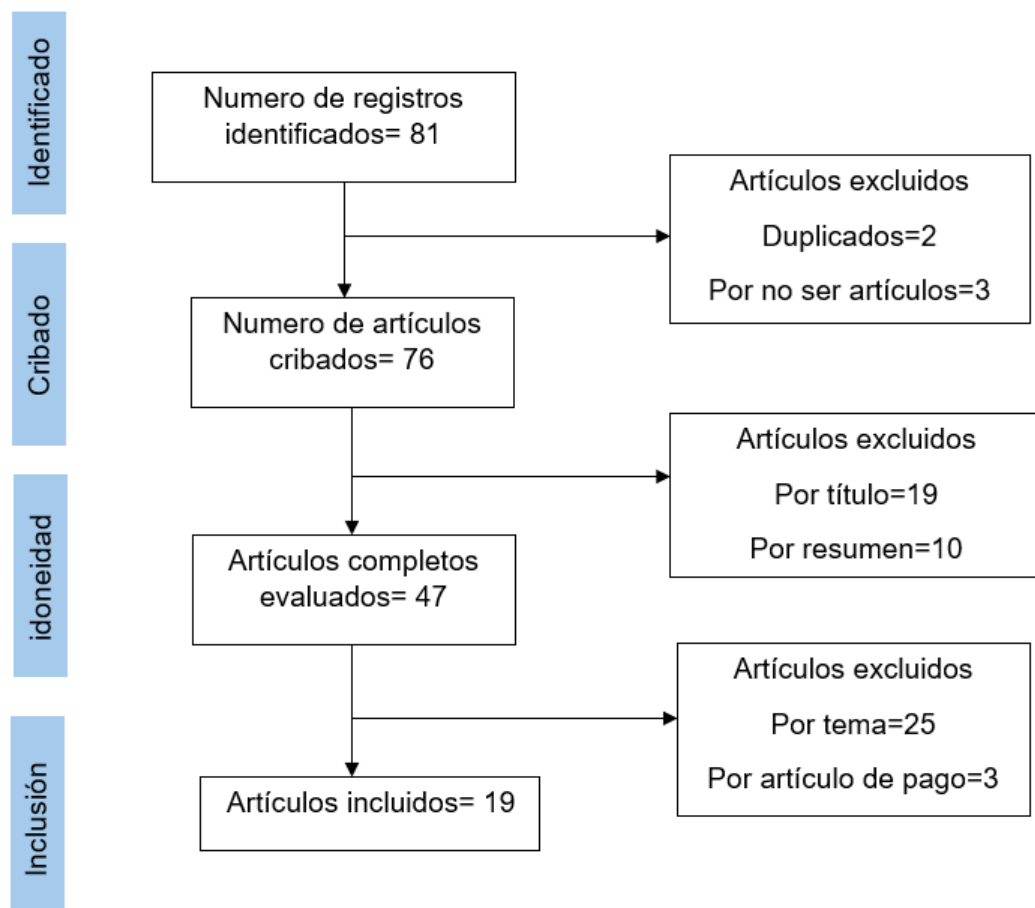 Identificado
Numero de registros
identificados= 81
Artículos excluidos
Duplicados=2
Por no ser artículos=3
Cribado
Numero de artículos
cribados= 76
Artículos excluidos
Por título=19
Por resumen=10
idoneidad
Artículos completos
evaluados= 47
Artículos excluidos
Por tema=25
Por artículo de pago=3
Inclusión
Artículos incluidos= 19